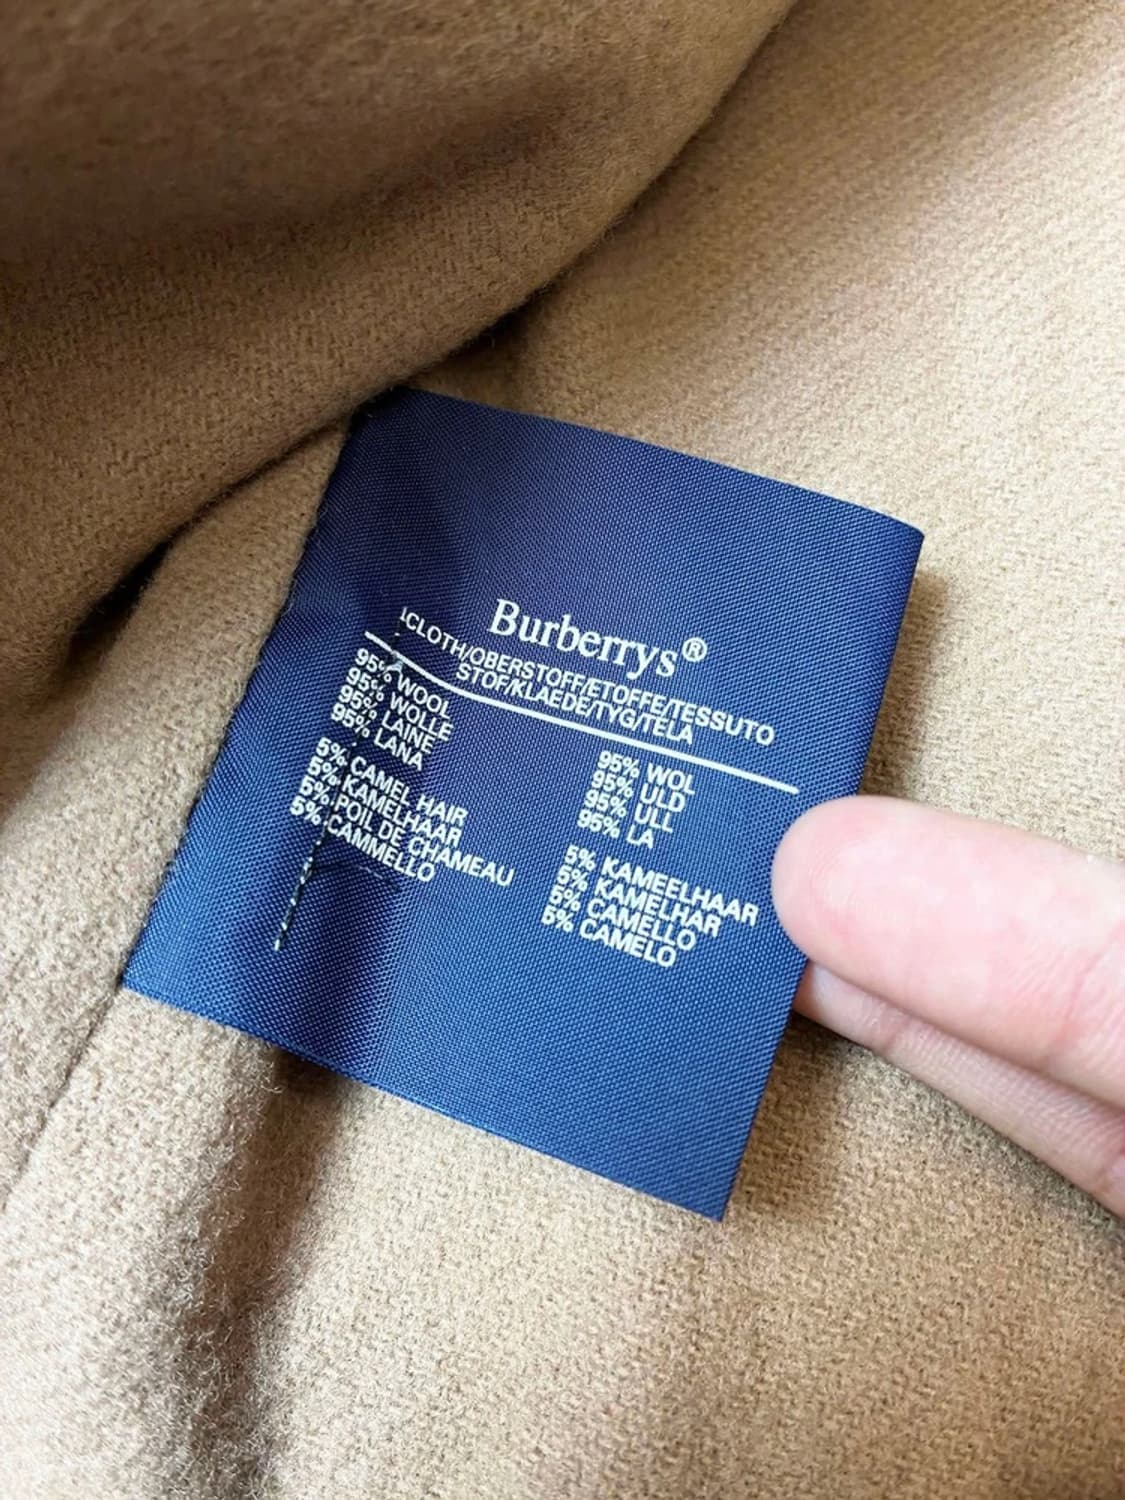 Burberrys®
CLOTH/OBERSTOFF/ETOFFE/TESSUTO
STOF/KLAEDE/TYG/TELA
95% WOOL
95% WOLLE
95% LAINE
95% LANA
5% CAMEL HAIR
5% KAMELHAAR
5% POIL DE CHAMEAU
5% CAMMELLO
95% WOL
95% ULD
95% ULL
95% LA
5% KAMEELHAAR
5% KAMELHAR
5% CAMELLO
5% CAMELO